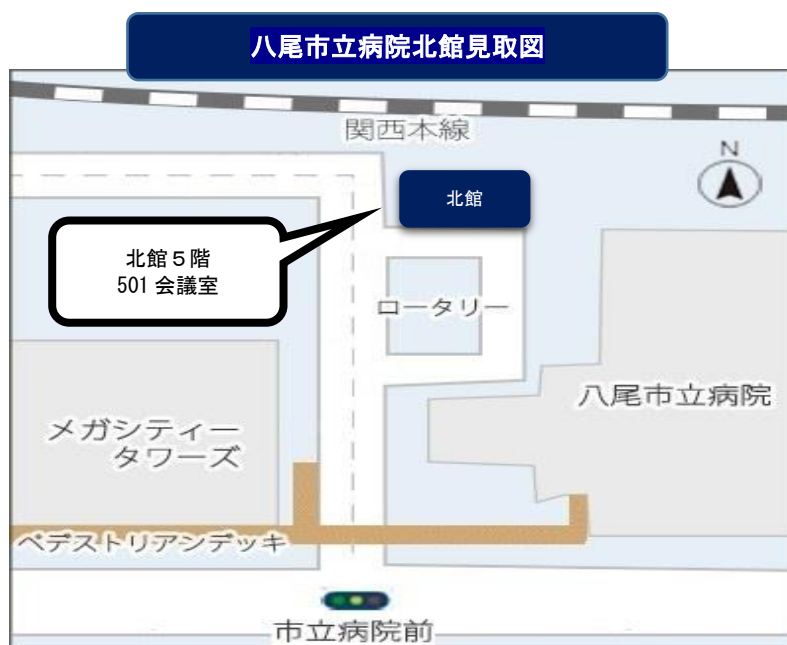 八尾市立病院北館見取図
関西本線
N
北館
北館５階
501 会議室
ロータリー
八尾市立病院
メガシティー
タワーズ
ペデストリアンデッキ
市立病院前